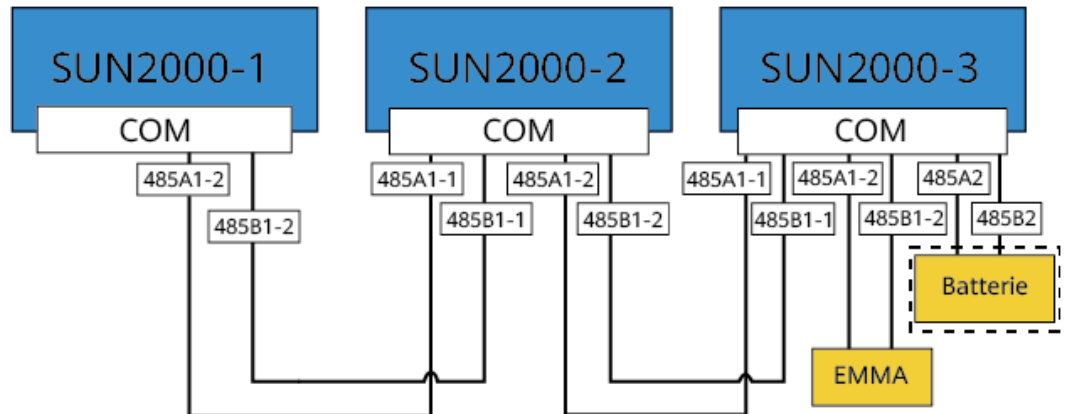 SUN2000-1
SUN2000-2
SUN2000-3
COM
COM
COM
485A1-2
485B1-2
485A1-1
485B1-1
485A1-2
485B1-2
485A1-1
485B1-1
485A1-2
485B1-2
485A2
485B2
Batterie
EMMA